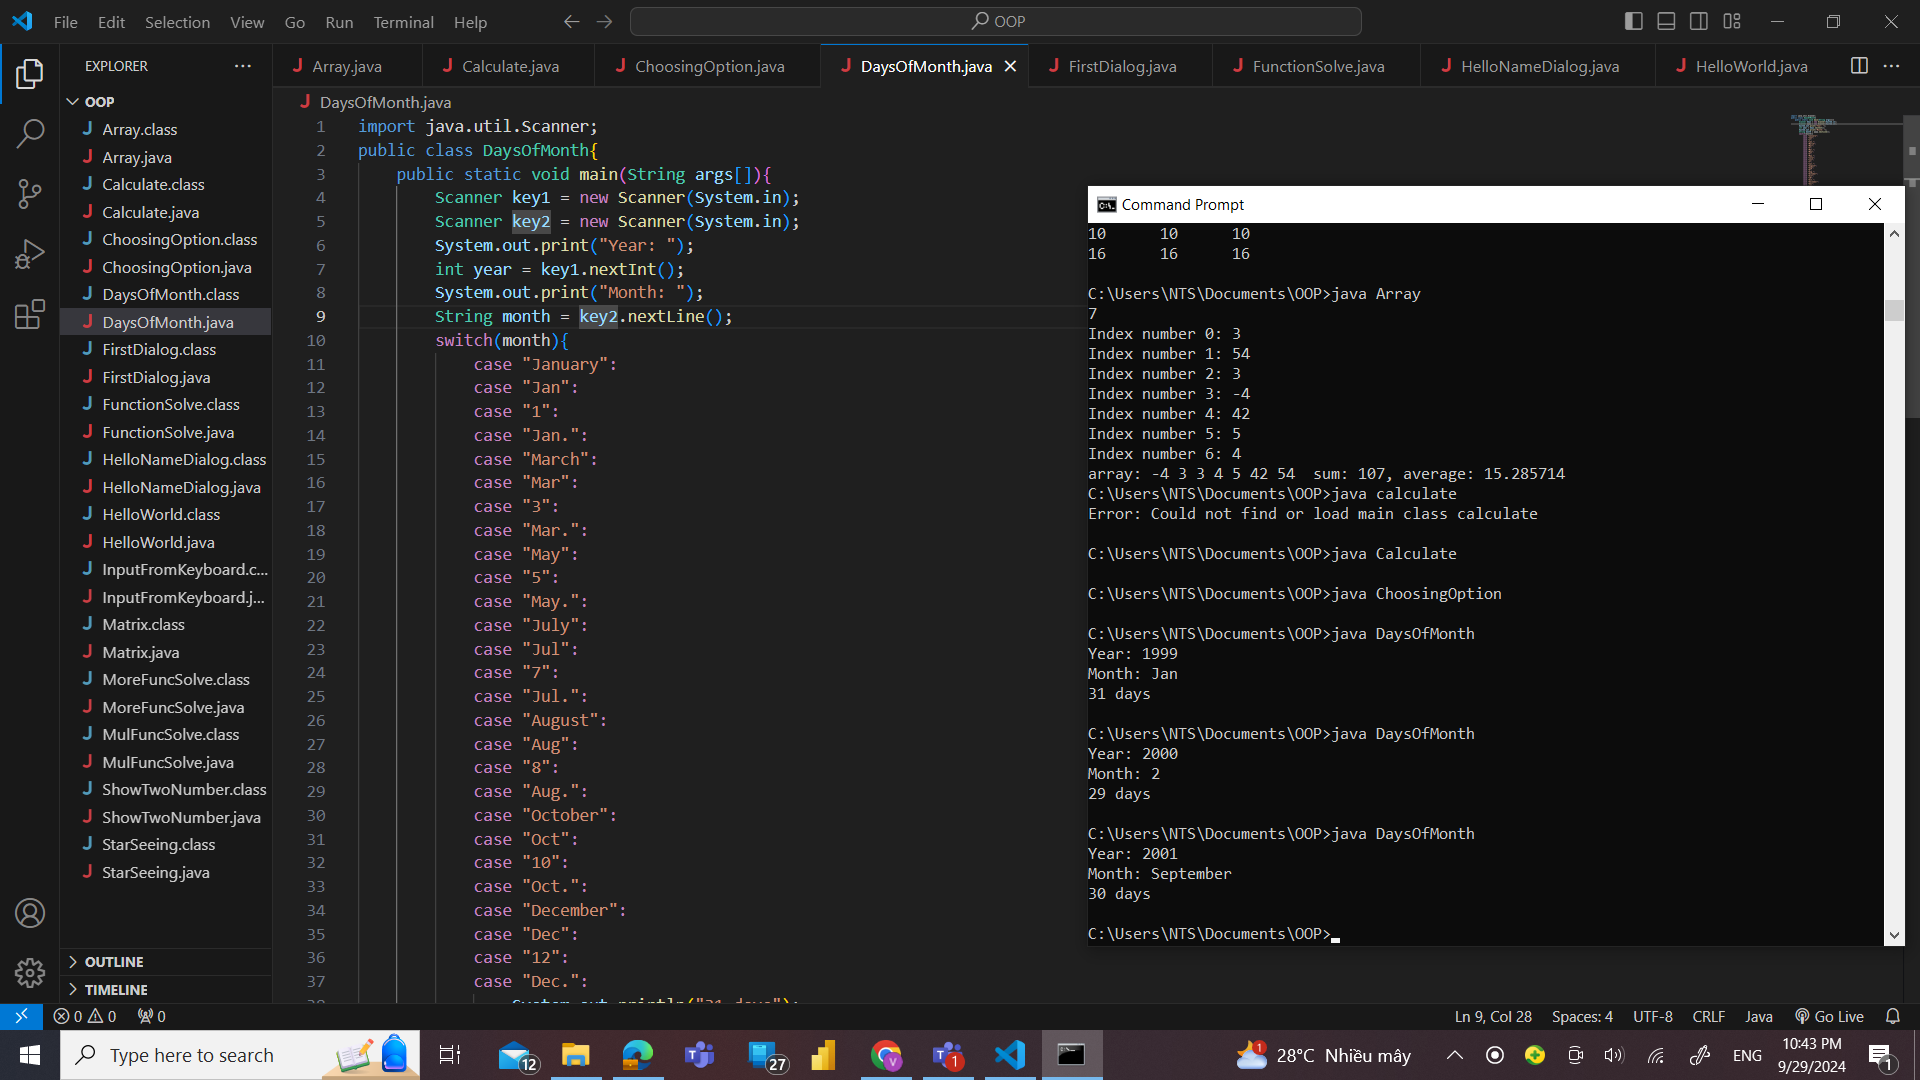 File Edit Selection View Go Run Terminal Help
OOP
EXPLORER
Array.java Calculate.java ChoosingOption.java DaysOfMonth.java FirstDialog.java FunctionSolve.java HelloNameDialog.java HelloWorld.java
OOP
Array.class
Array.java
Calculate.class
Calculate.java
ChoosingOption.class
ChoosingOption.java
DaysOfMonth.class
DaysOfMonth.java
FirstDialog.class
FirstDialog.java
FunctionSolve.class
FunctionSolve.java
HelloNameDialog.class
HelloNameDialog.java
HelloWorld.class
HelloWorld.java
InputFromKeyboard.c...
InputFromKeyboard.j...
Matrix.class
Matrix.java
MoreFuncSolve.class
MoreFuncSolve.java
MulFuncSolve.class
MulFuncSolve.java
ShowTwoNumber.class
ShowTwoNumber.java
StarSeeing.class
StarSeeing.java
OUTLINE
TIMELINE
DaysOfMonth.java
1 import java.util.Scanner;
2 public class DaysOfMonth{
3 public static void main(String args[]){
4 Scanner key1 = new Scanner(System.in);
5 Scanner key2 = new Scanner(System.in);
6 System.out.print("Year: ");
7 int year = key1.nextInt();
8 System.out.print("Month: ");
9 String month = key2.nextLine();
10 switch(month){
11 case "January":
12 case "Jan":
13 case "1":
14 case "Jan.":
15 case "March":
16 case "Mar":
17 case "3":
18 case "Mar.":
19 case "May":
20 case "5":
21 case "May.":
22 case "July":
23 case "Jul":
24 case "7":
25 case "Jul.":
26 case "August":
27 case "Aug":
28 case "8":
29 case "Aug.":
30 case "October":
31 case "Oct":
32 case "10":
33 case "Oct.":
34 case "December":
35 case "Dec":
36 case "12":
37 case "Dec.":
38 System.out.println("31 days");
Command Prompt
10 10 10
16 16 16
C:\Users\NTS\Documents\OOP>java Array
7
Index number 0: 3
Index number 1: 54
Index number 2: 3
Index number 3: -4
Index number 4: 42
Index number 5: 5
Index number 6: 4
array: -4 3 3 4 5 42 54 sum: 107, average: 15.285714
C:\Users\NTS\Documents\OOP>java calculate
Error: Could not find or load main class calculate
C:\Users\NTS\Documents\OOP>java Calculate
C:\Users\NTS\Documents\OOP>java ChoosingOption
C:\Users\NTS\Documents\OOP>java DaysOfMonth
Year: 1999
Month: Jan
31 days
C:\Users\NTS\Documents\OOP>java DaysOfMonth
Year: 2000
Month: 2
29 days
C:\Users\NTS\Documents\OOP>java DaysOfMonth
Year: 2001
Month: September
30 days
C:\Users\NTS\Documents\OOP>
0 0 0
Ln 9, Col 28 Spaces: 4 UTF-8 CRLF Java Go Live
Type here to search
12 27 1
1 28°C Nhiều mây
ENG
10:43 PM
9/29/2024
1